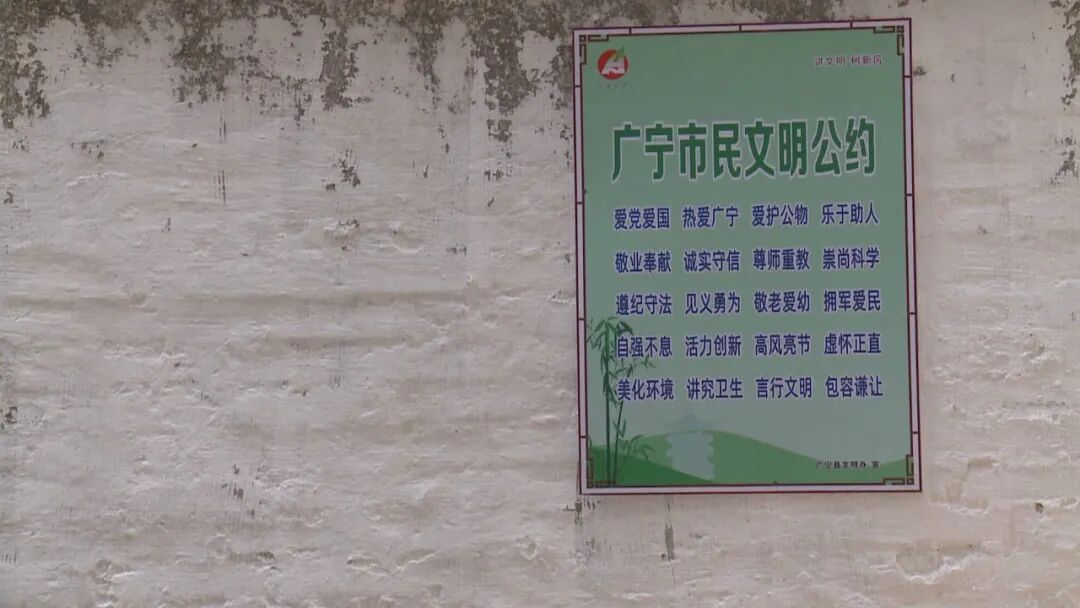 讲文明 树新风
广宁市民文明公约
爱党爱国 热爱广宁 爱护公物 乐于助人
敬业奉献 诚实守信 尊师重教 崇尚科学
遵纪守法 见义勇为 敬老爱幼 拥军爱民
自强不息 活力创新 高风亮节 虚怀正直
美化环境 讲究卫生 言行文明 包容谦让
广宁县文明办 宣